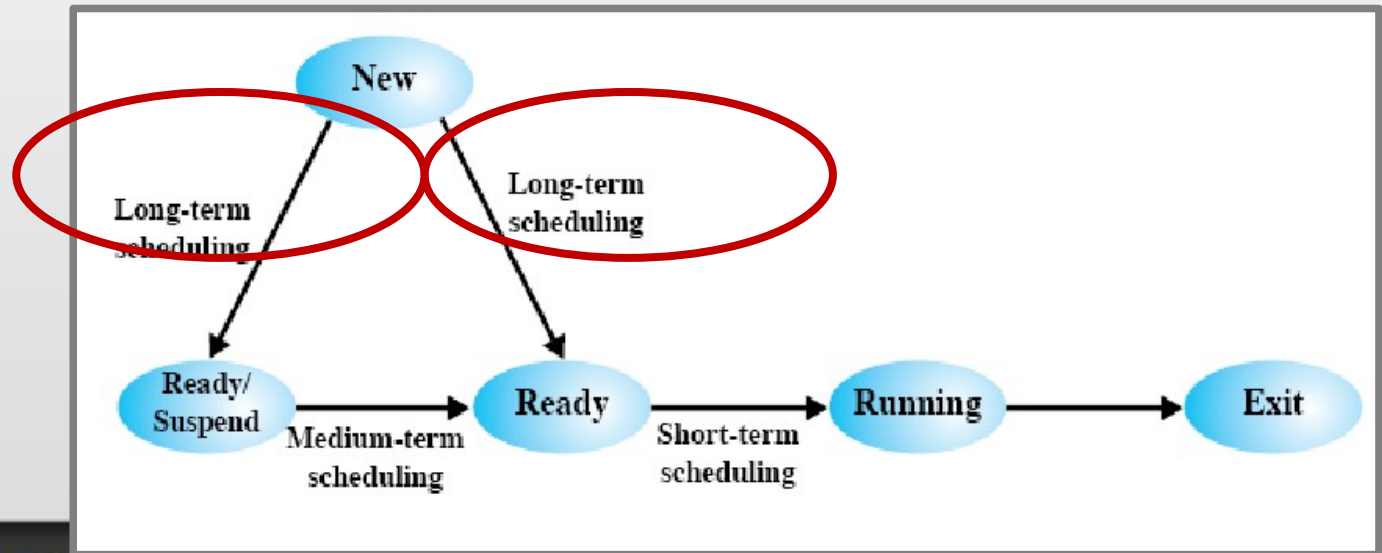 New
Long-term
scheduling
Long-term
scheduling
Ready/
Suspend
Medium-term
scheduling
Ready
Short-term
scheduling
Running
Exit